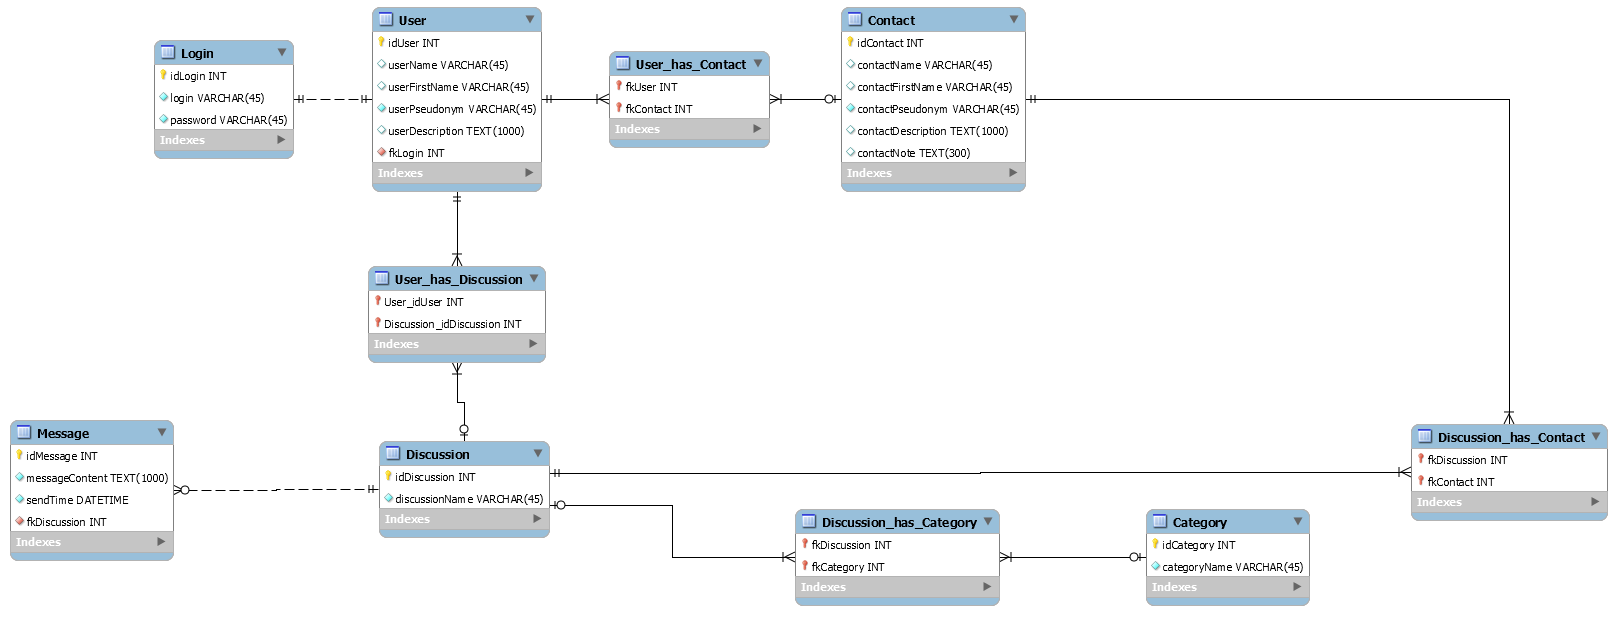 Login
idLogin INT
login VARCHAR(45)
password VARCHAR(45)
Indexes
User
idUser INT
userName VARCHAR(45)
userFirstName VARCHAR(45)
userPseudonym VARCHAR(45)
userDescription TEXT(1000)
fkLogin INT
Indexes
User_has_Contact
fkUser INT
fkContact INT
Indexes
Contact
idContact INT
contactName VARCHAR(45)
contactFirstName VARCHAR(45)
contactPseudonym VARCHAR(45)
contactDescription TEXT(1000)
contactNote TEXT(300)
Indexes
User_has_Discussion
User_idUser INT
Discussion_idDiscussion INT
Indexes
Message
idMessage INT
messageContent TEXT(1000)
sendTime DATETIME
fkDiscussion INT
Indexes
Discussion
idDiscussion INT
discussionName VARCHAR(45)
Indexes
Discussion_has_Category
fkDiscussion INT
fkCategory INT
Indexes
Category
idCategory INT
categoryName VARCHAR(45)
Indexes
Discussion_has_Contact
fkDiscussion INT
fkContact INT
Indexes